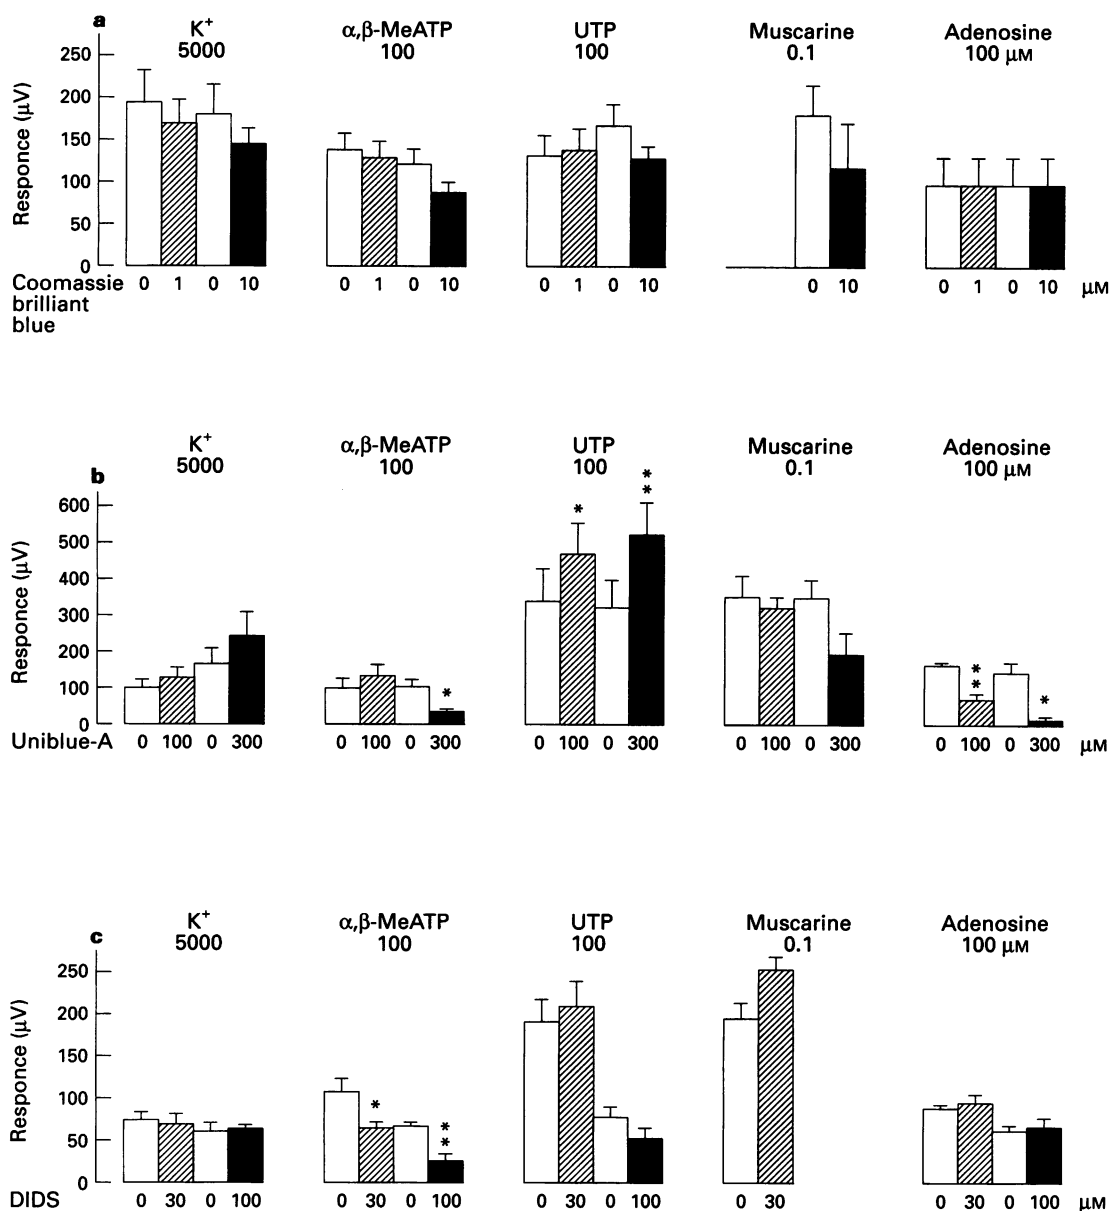 a
K+ α,β-MeATP UTP Muscarine Adenosine
5000 100 100 0.1 100 μM
Responce (μV)
250
200
150
100
50
0
Coomassie brilliant blue
0 1 0 10 0 1 0 10 0 1 0 10 0 10 0 1 0 10 μM
b
K+ α,β-MeATP UTP Muscarine Adenosine
5000 100 100 0.1 100 μM
Responce (μV)
600
500
400
300
200
100
0
* * * * * * * *
Uniblue-A 0 100 0 300 0 100 0 300 0 100 0 300 0 100 0 300 0 100 0 300 μM
c
K+ α,β-MeATP UTP Muscarine Adenosine
5000 100 100 0.1 100 μM
Responce (μV)
250
200
150
100
50
0
* * *
DIDS 0 30 0 100 0 30 0 100 0 30 0 100 0 30 0 30 0 100 μM